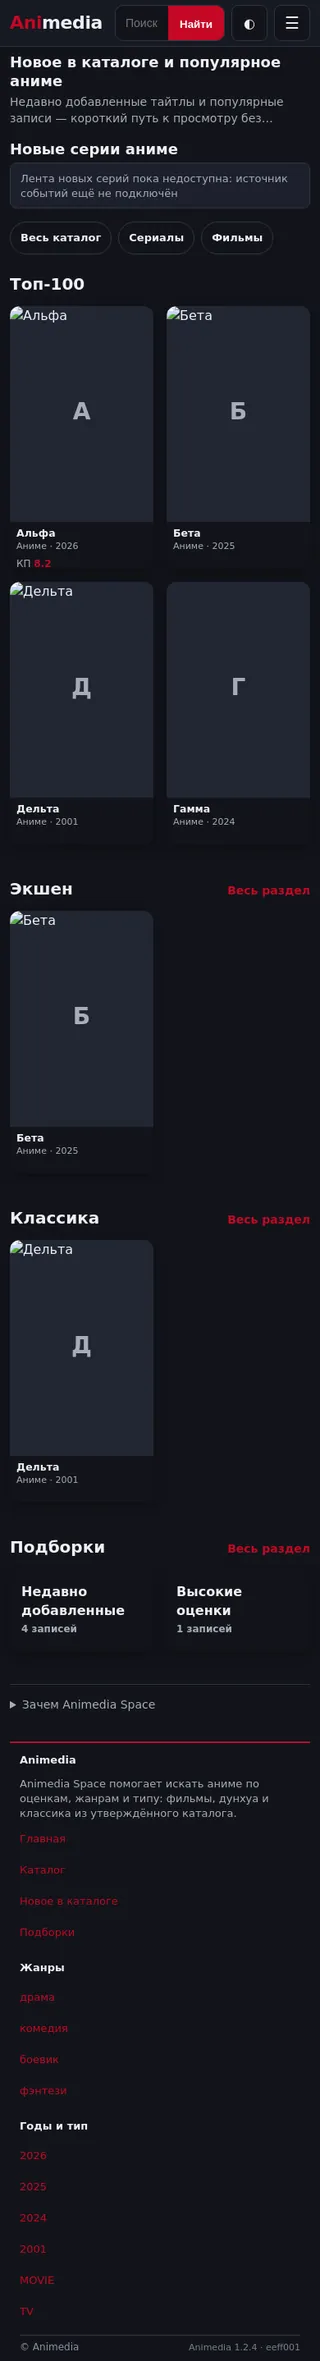 Animedia
Поиск
Найти
Новое в каталоге и популярное
аниме
Недавно добавленные тайтлы и популярные
записи — короткий путь к просмотру без…
Новые серии аниме
Лента новых серий пока недоступна: источник
событий ещё не подключён
Весь каталог
Сериалы
Фильмы
Топ-100
Альфа
Бета
А
Б
Альфа
Бета
Аниме · 2026
Аниме · 2025
КП 8.2
Дельта
Д
Г
Дельта
Гамма
Аниме · 2001
Аниме · 2024
Экшен
Весь раздел
Бета
Б
Бета
Аниме · 2025
Классика
Весь раздел
Дельта
Д
Дельта
Аниме · 2001
Подборки
Весь раздел
Недавно
добавленные
4 записей
Высокие
оценки
1 записей
Зачем Animedia Space
Animedia
Animedia Space помогает искать аниме по
оценкам, жанрам и типу: фильмы, дунхуа и
классика из утверждённого каталога.
Главная
Каталог
Новое в каталоге
Подборки
Жанры
драма
комедия
боевик
фэнтези
Годы и тип
2026
2025
2024
2001
MOVIE
TV
© Animedia
Animedia 1.2.4 · eeff001